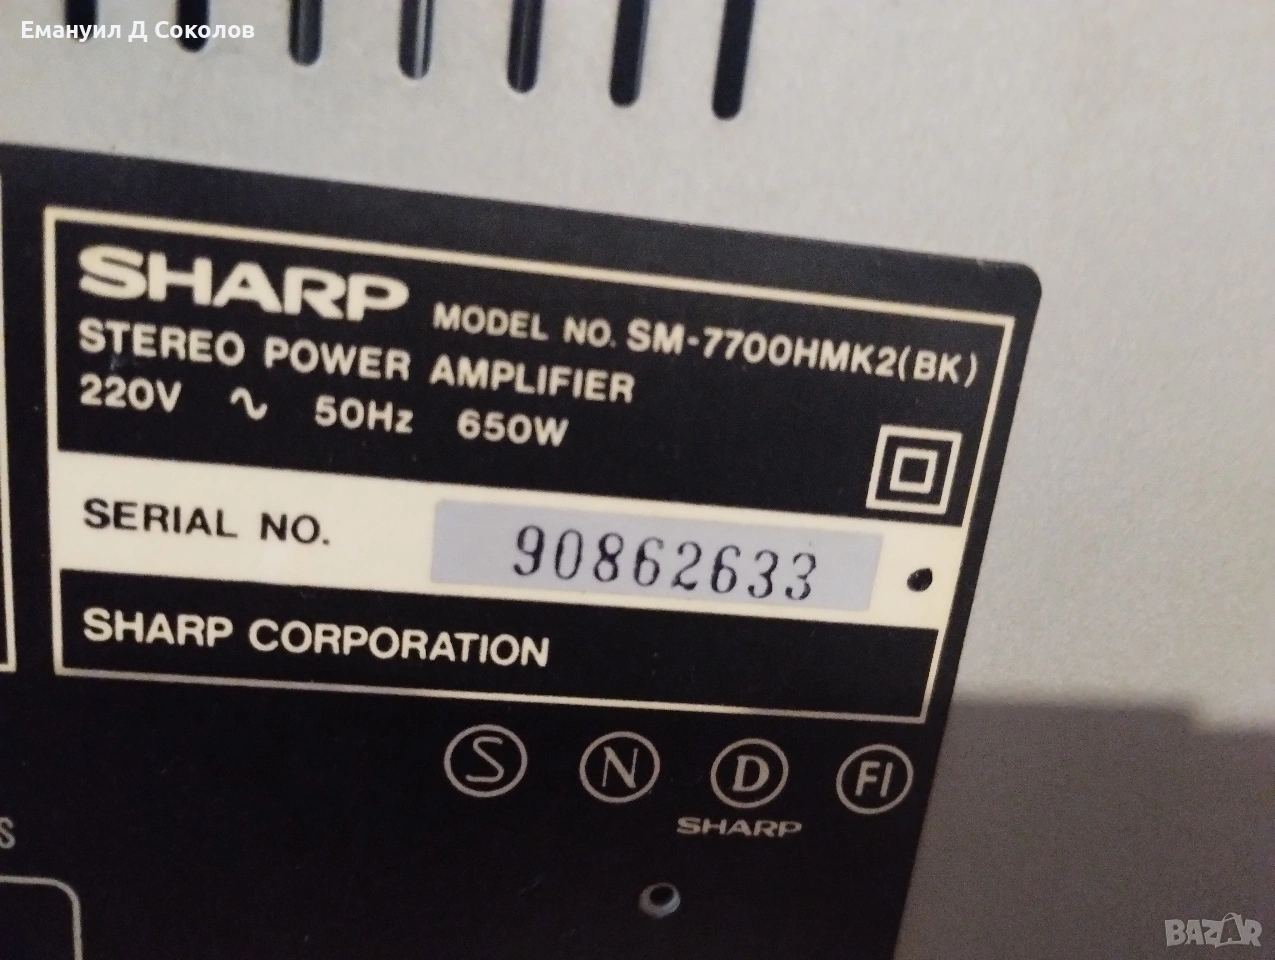 Емануил Д Соколов
SHARP MODEL NO. SM-7700HMK2(BK)
STEREO POWER AMPLIFIER
220V ∿ 50Hz 650W
SERIAL NO. 90862633
SHARP CORPORATION
S N D FI
SHARP
S
BAZAR